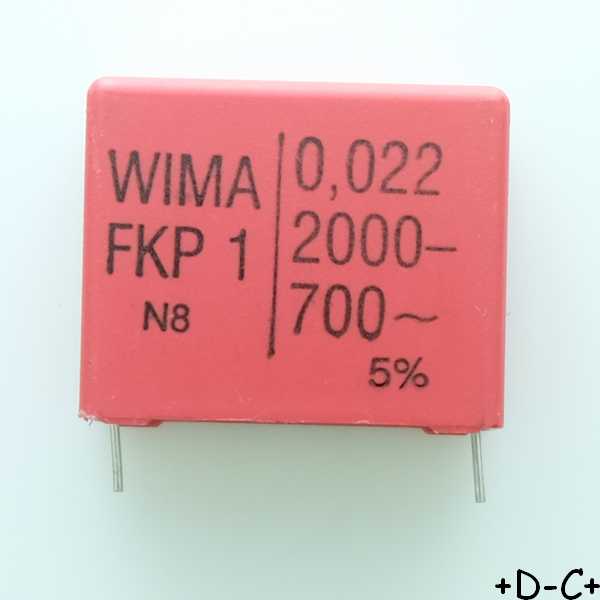 WIMA
FKP 1
N8
0,022
2000–
700~
5%
+D-C+